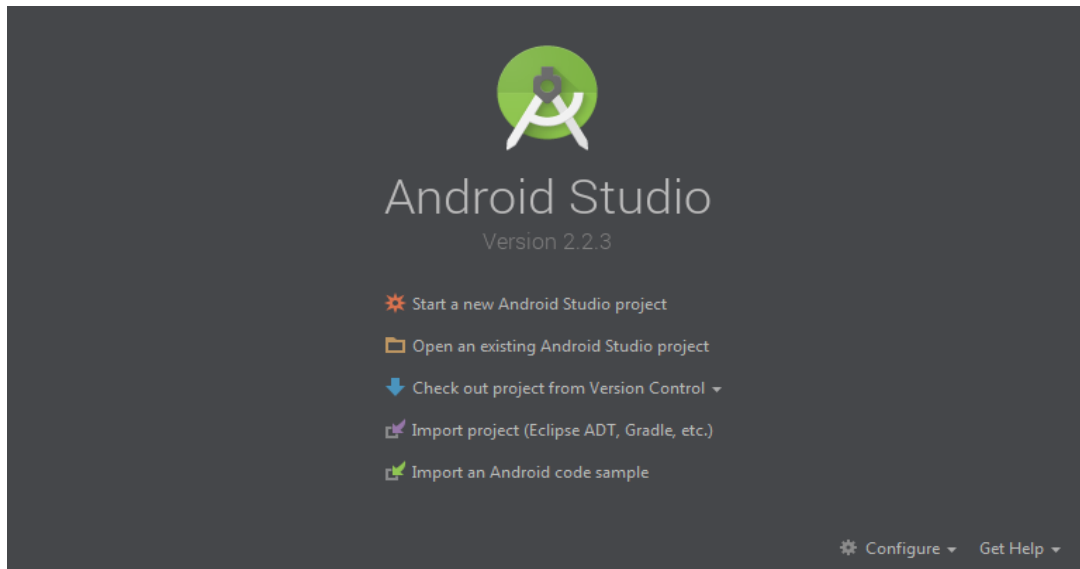 Android Studio
Version 2.2.3
Start a new Android Studio project
Open an existing Android Studio project
Check out project from Version Control
Import project (Eclipse ADT, Gradle, etc.)
Import an Android code sample
Configure Get Help